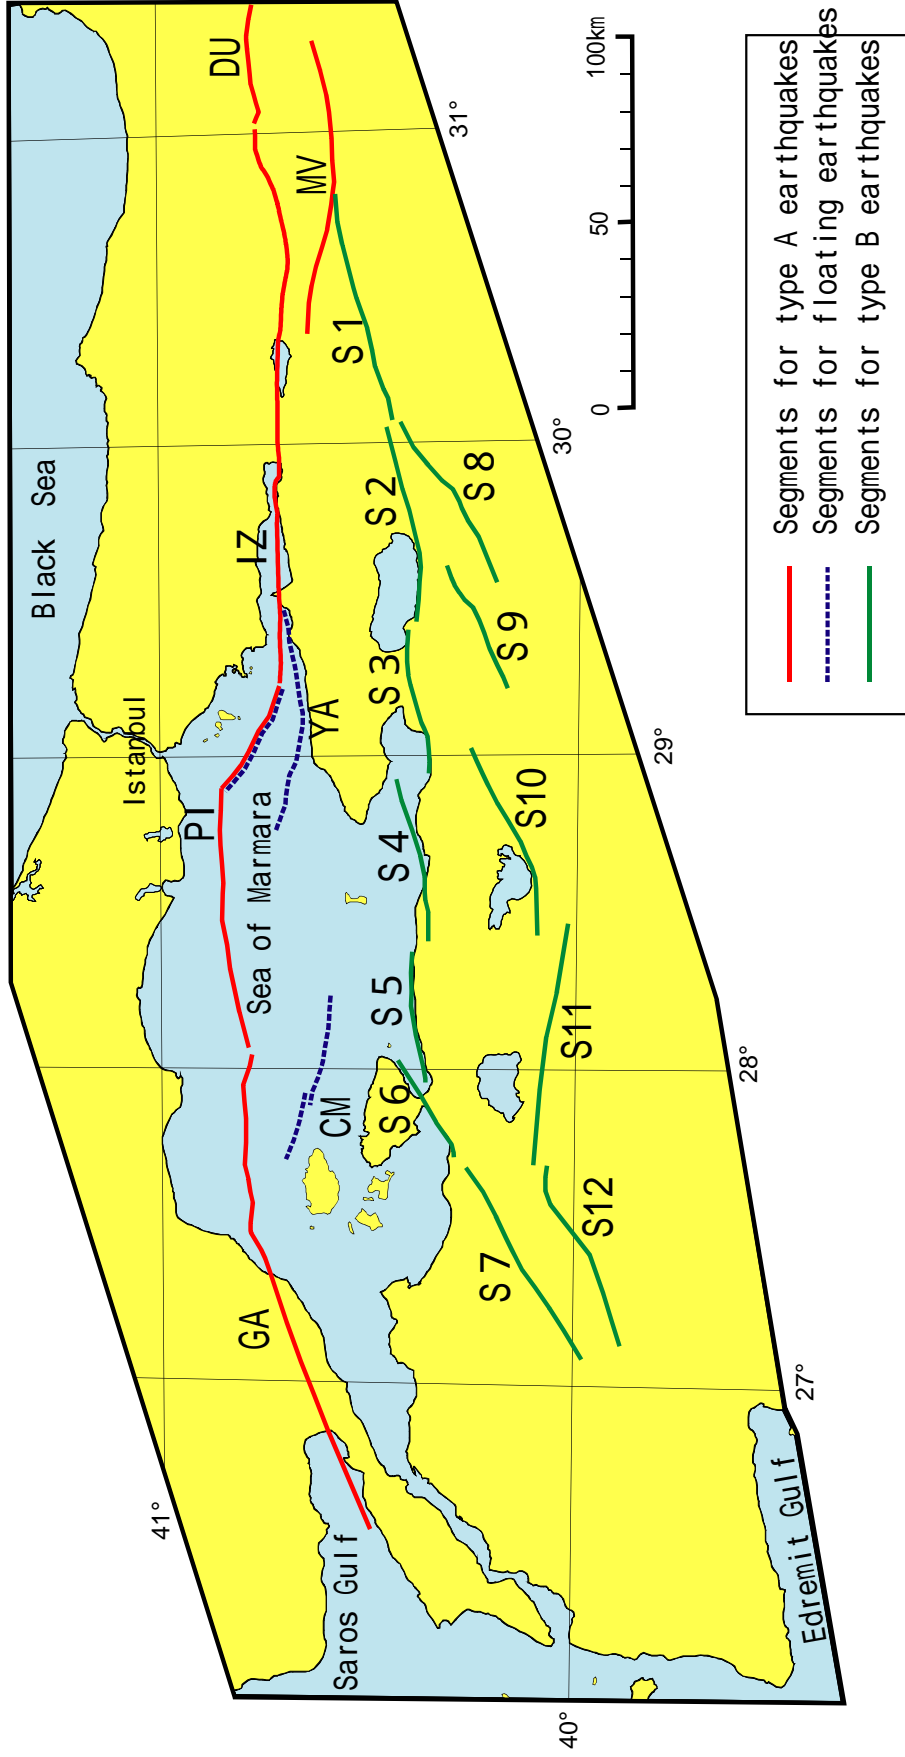 Black Sea
Istanbul
DU
MV
IZ
PI
YA
Sea of Marmara
CM
GA
Saros Gulf
Edremit Gulf
S1
S2
S3
S4
S5
S6
S7
S8
S9
S10
S11
S12
41°
40°
27°
28°
29°
30°
31°
0
50
100km
Segments for type A earthquakes
Segments for floating earthquakes
Segments for type B earthquakes